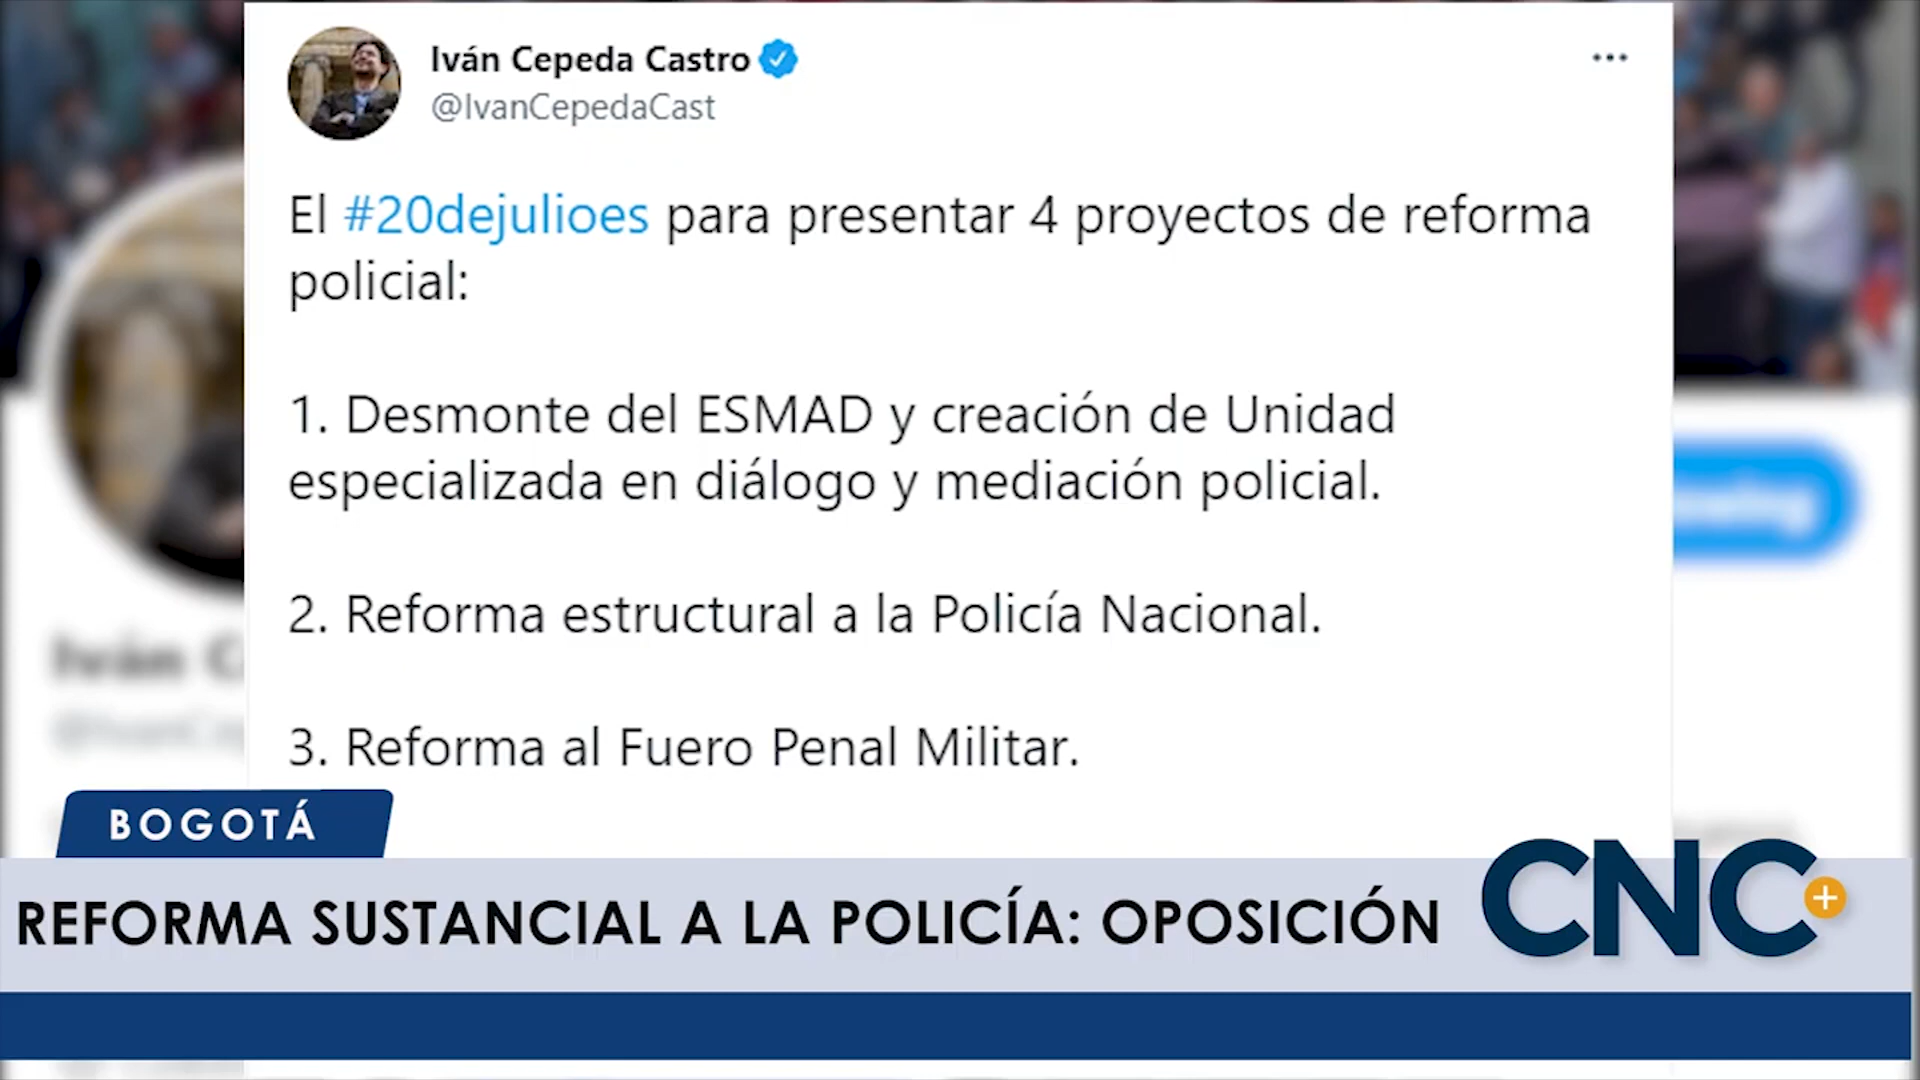 Iván Cepeda Castro
@IvanCepedaCast
El #20dejulioes para presentar 4 proyectos de reforma
policial:
1. Desmonte del ESMAD y creación de Unidad
especializada en diálogo y mediación policial.
2. Reforma estructural a la Policía Nacional.
3. Reforma al Fuero Penal Militar.
BOGOTÁ
REFORMA SUSTANCIAL A LA POLICÍA: OPOSICIÓN
CNC+